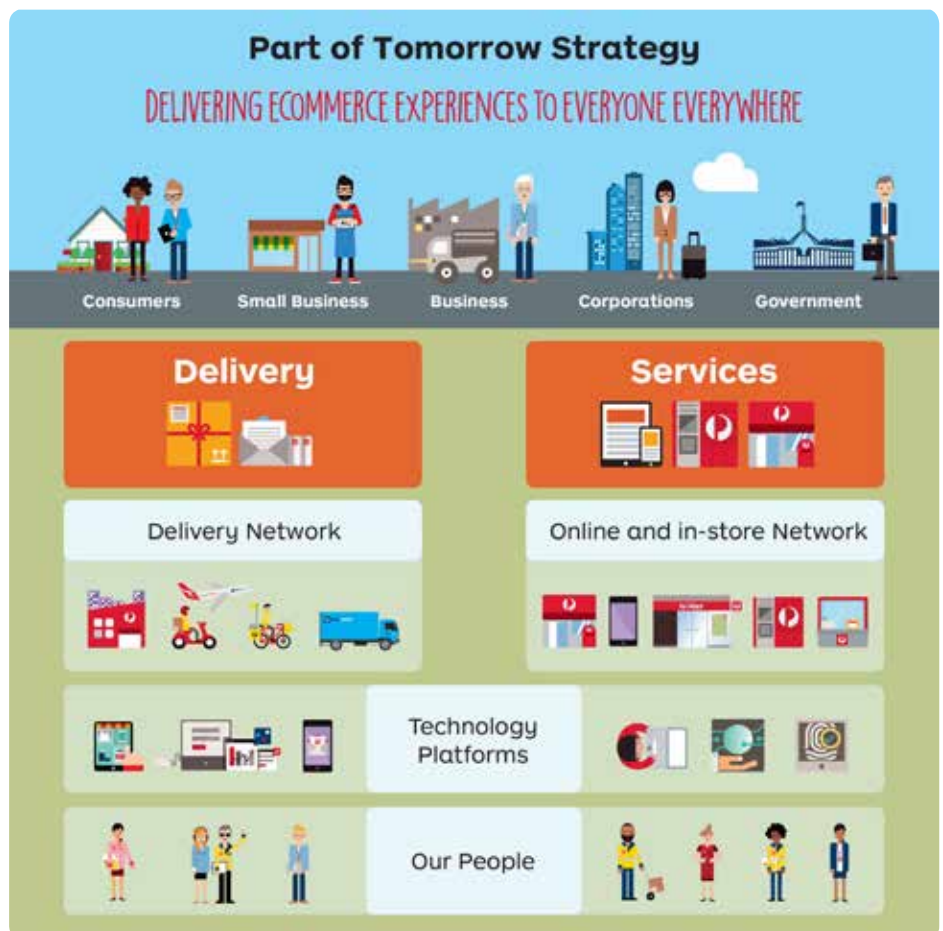 Part of Tomorrow Strategy
DELIVERING ECOMMERCE EXPERIENCES TO EVERYONE EVERYWHERE
Consumers
Small Business
Business
Corporations
Government
Delivery
Services
Delivery Network
Online and in-store Network
Technology
Platforms
Our People